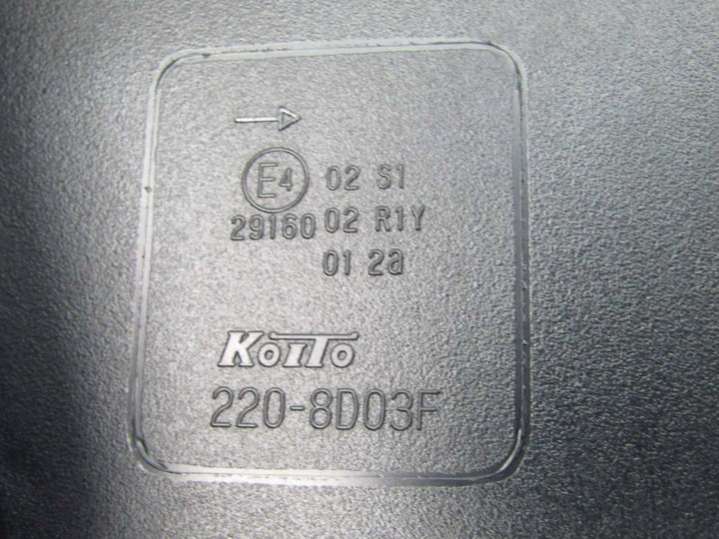 E4 02 S1
29160 02 R1Y
01 2a
KOITO
220-8D03F